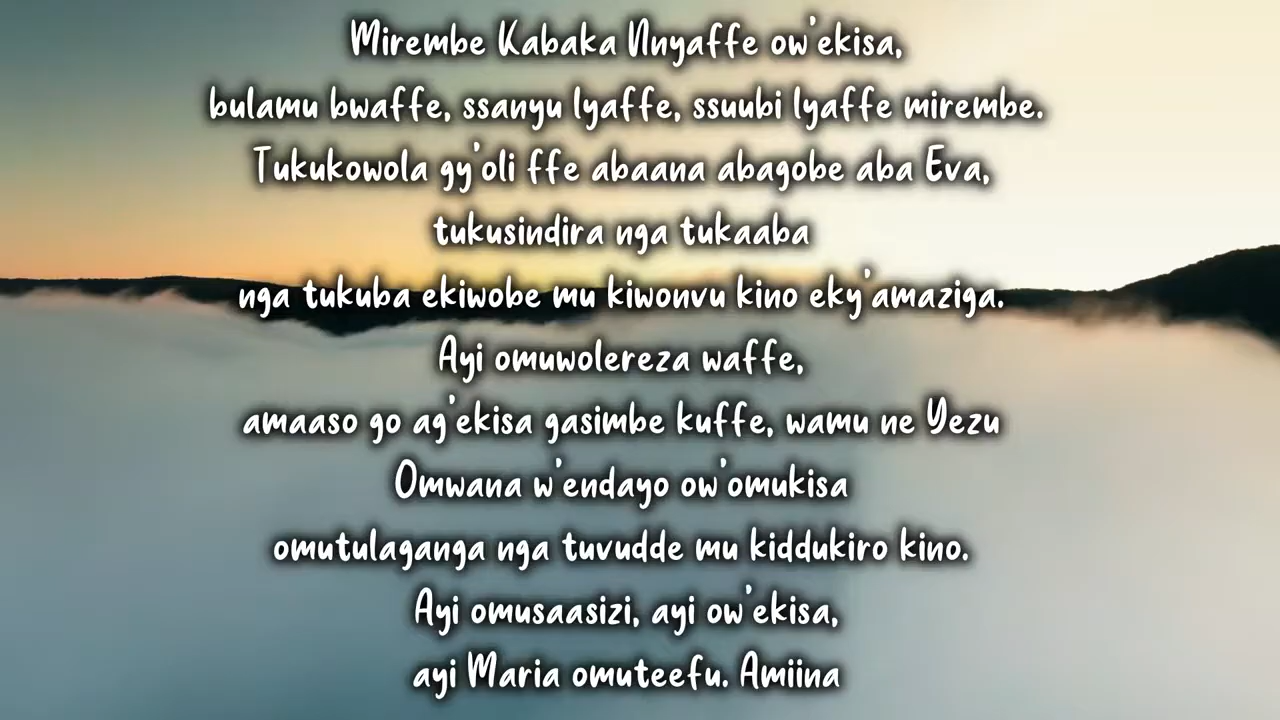 Mirembe Kabaka Nnyaffe ow'ekisa,
bulamu bwaffe, ssanyu lyaffe, ssuubi lyaffe mirembe.
Tukukowola gy'oli ffe abaana abagobe aba Eva,
tukusindira nga tukaaba
nga tukuba ekiwobe mu kiwonvu kino eky'amaziga.
Ayi omuwolereza waffe,
amaaso go ag'ekisa gasimbe kuffe, wamu ne Yezu
Omwana w'endayo ow'omukisa
omutulaganga nga tuvudde mu kiddukiro kino.
Ayi omusaasizi, ayi ow'ekisa,
ayi Maria omuteefu. Amiina